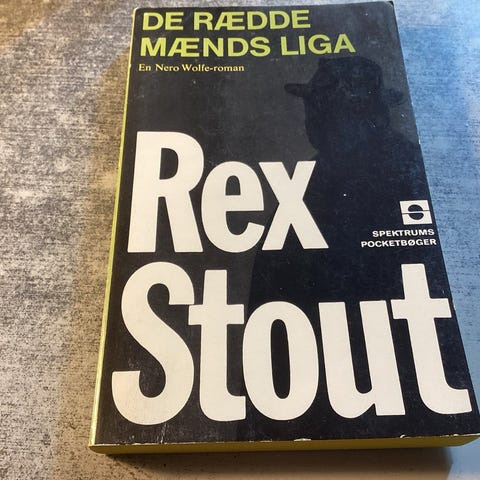 DE RÆDDE
MÆNDS LIGA
En Nero Wolfe-roman
Rex
SPEKTRUMS
POCKETBØGER
Stout